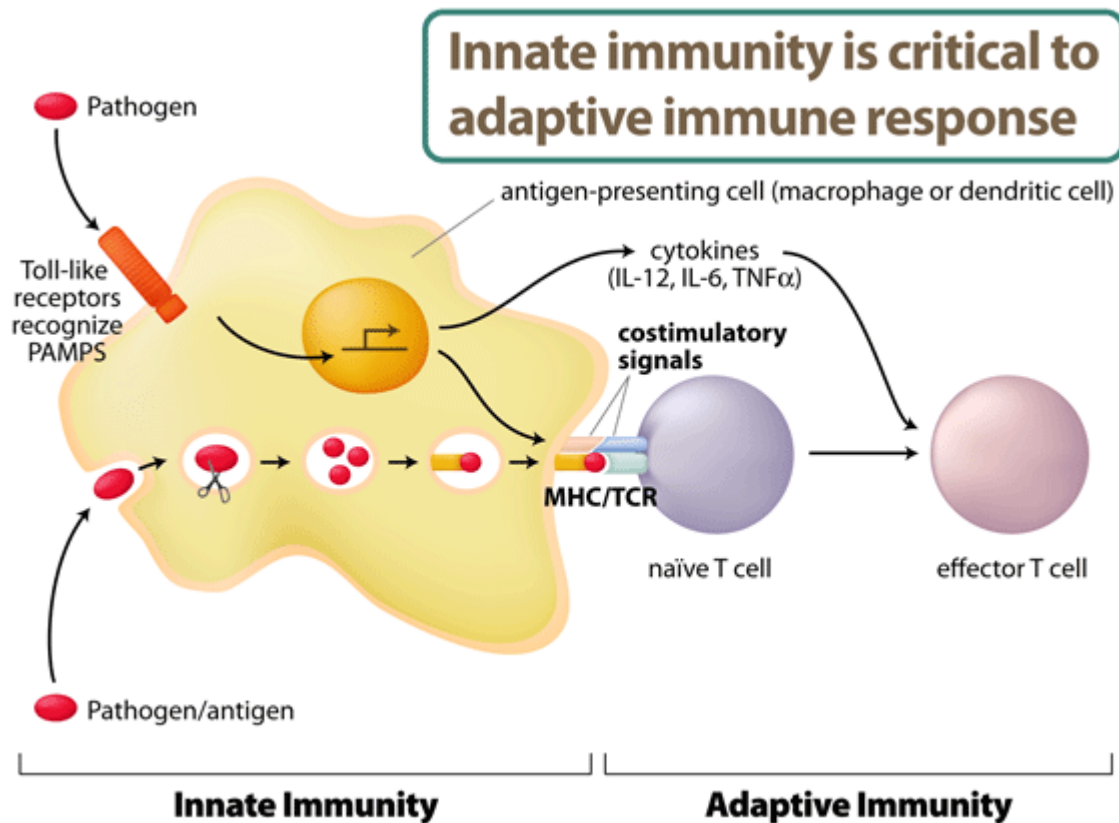 Innate immunity is critical to
adaptive immune response
Pathogen
antigen-presenting cell (macrophage or dendritic cell)
Toll-like
receptors
recognize
PAMPS
cytokines
(IL-12, IL-6, TNFα)
costimulatory
signals
MHC/TCR
naïve T cell
effector T cell
Pathogen/antigen
Innate Immunity
Adaptive Immunity